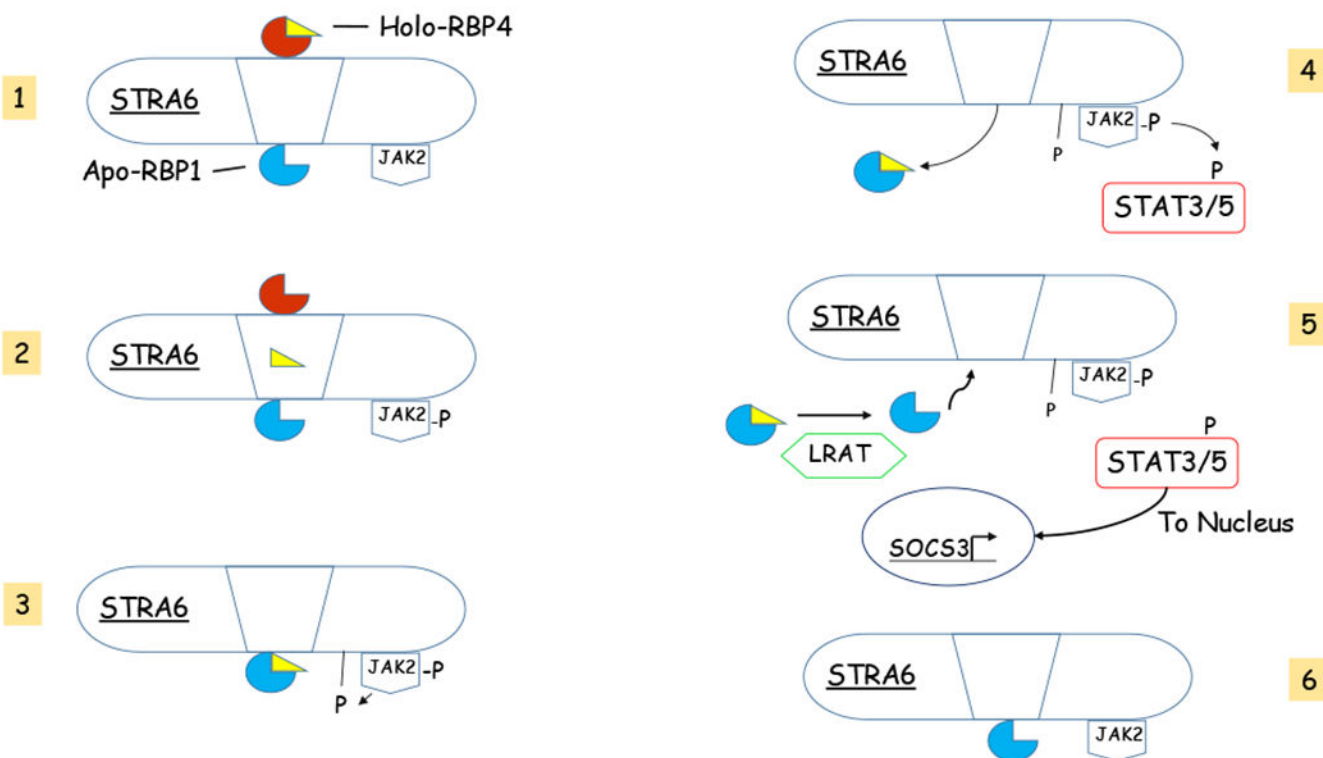 1
Holo-RBP4
STRA6
Apo-RBP1
JAK2
2
STRA6
JAK2
-P
3
STRA6
JAK2
-P
P
4
STRA6
JAK2
-P
P
P
STAT3/5
5
STRA6
JAK2
-P
P
LRAT
P
STAT3/5
To Nucleus
SOCS3
6
STRA6
JAK2